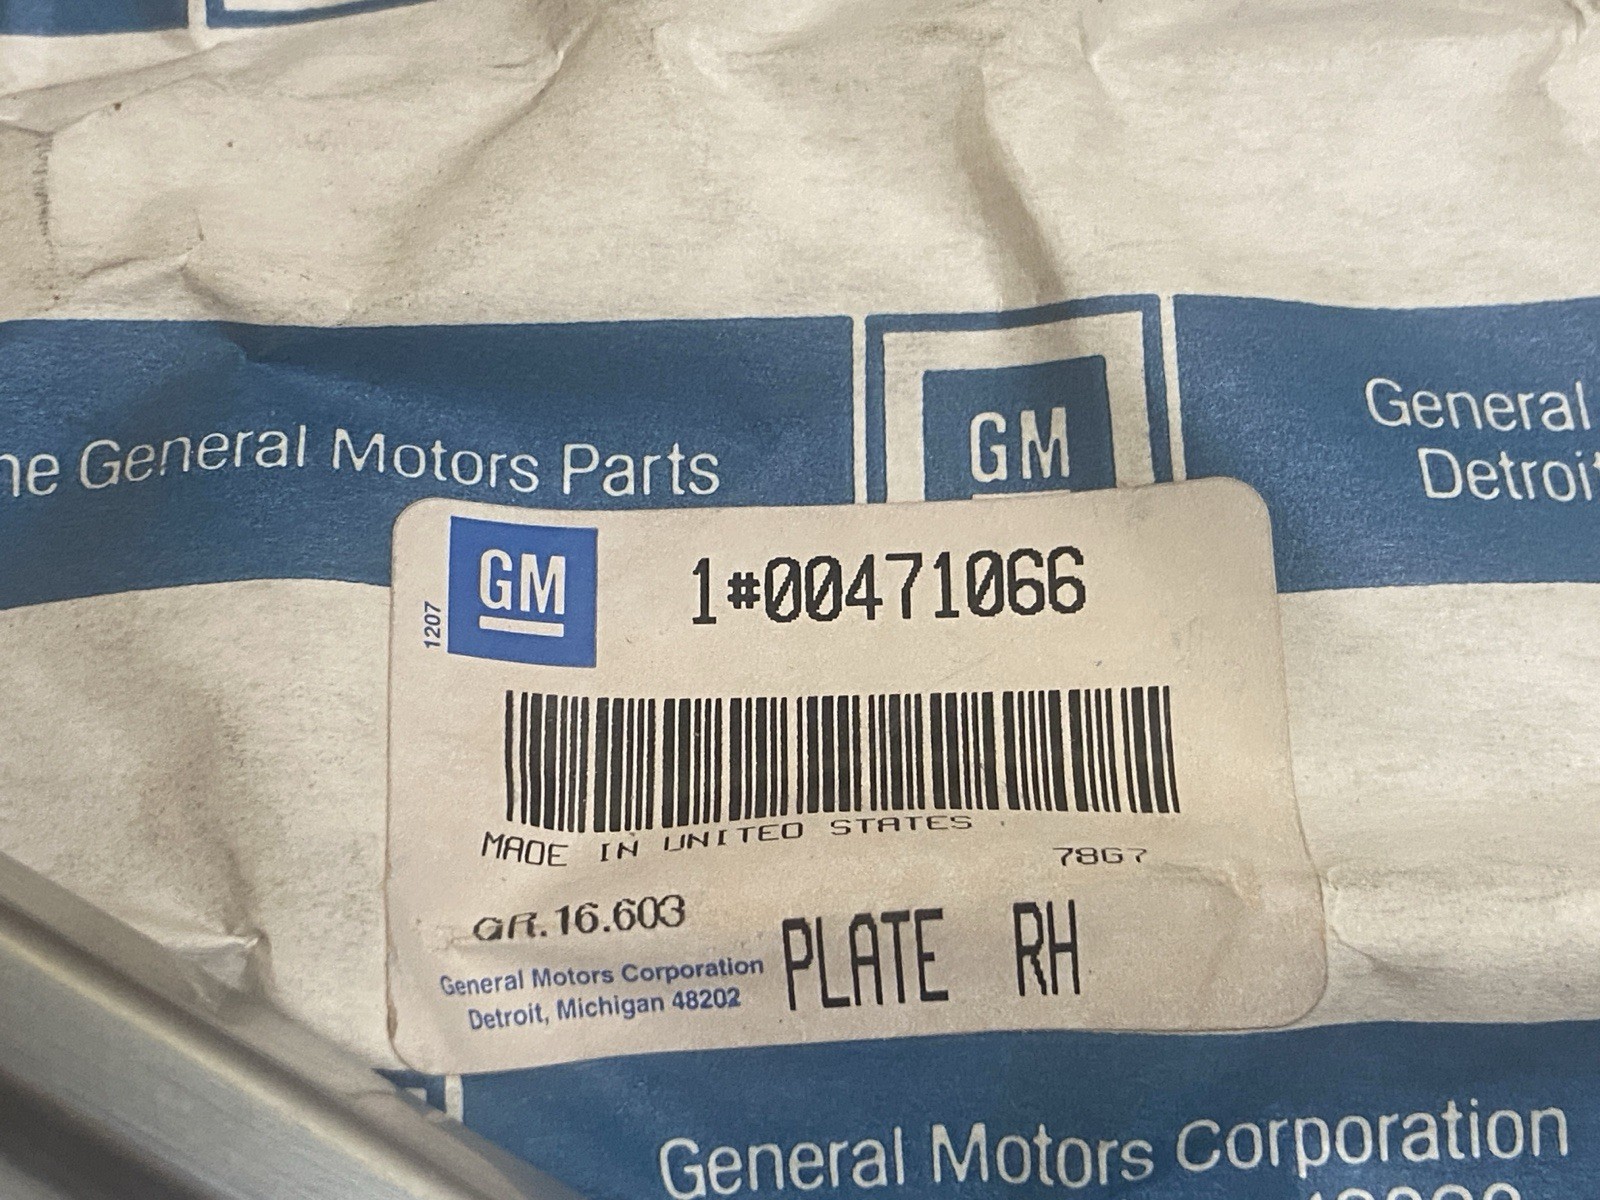 General Motors Parts
GM
General
Detroit
GM
1207
1#00471066
MADE IN UNITED STATES
78G7
GR.16.603
PLATE RH
General Motors Corporation
Detroit, Michigan 48202
General Motors Corporation